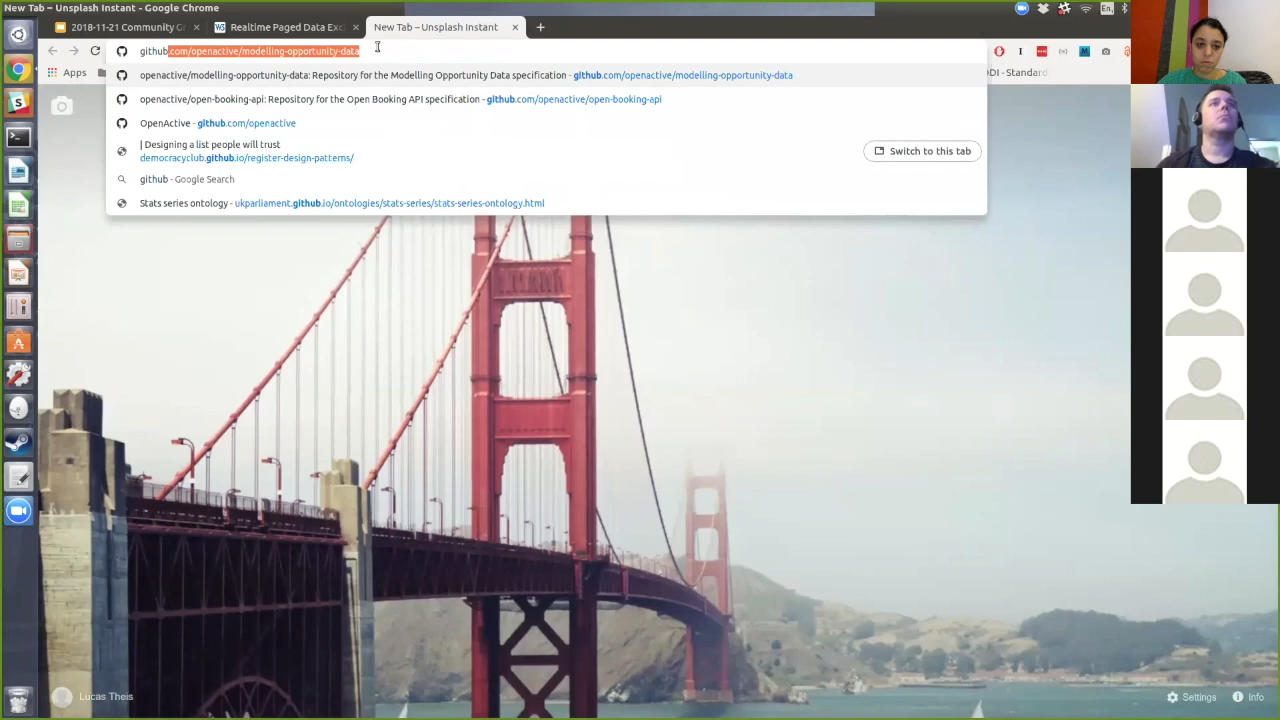 New Tab – Unsplash Instant - Google Chrome
En,
2018-11-21 Community Gr
Realtime Paged Data Exc
New Tab – Unsplash Instant
github.com/openactive/modelling-opportunity-data
Apps
DI - Standard
openactive/modelling-opportunity-data: Repository for the Modelling Opportunity Data specification - github.com/openactive/modelling-opportunity-data
openactive/open-booking-api: Repository for the Open Booking API specification - github.com/openactive/open-booking-api
OpenActive - github.com/openactive
| Designing a list people will trust
democracyclub.github.io/register-design-patterns/
Switch to this tab
github - Google Search
Stats series ontology - ukparliament.github.io/ontologies/stats-series/stats-series-ontology.html
Lucas Theis
Settings
Info